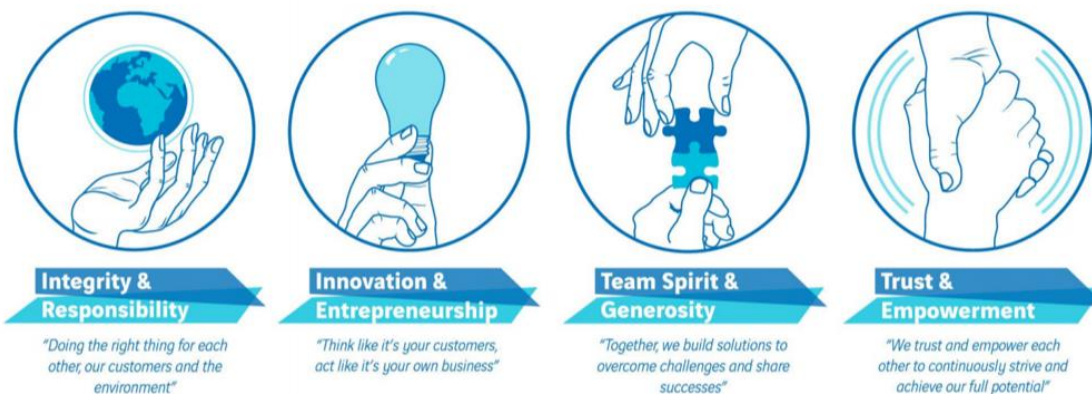 Integrity &
Responsibility
"Doing the right thing for each
other, our customers and the
environment"
Innovation &
Entrepreneurship
"Think like it's your customers,
act like it's your own business"
Team Spirit &
Generosity
"Together, we build solutions to
overcome challenges and share
successes"
Trust &
Empowerment
"We trust and empower each
other to continuously strive and
achieve our full potential"